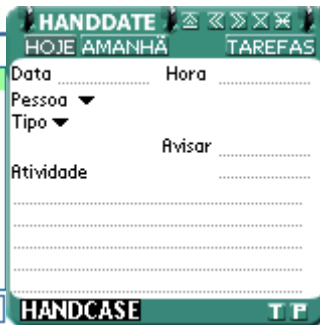 HANDDATE
HOJE AMANHÃ TAREFAS
Data Hora
Pessoa
Tipo
Avisar
Atividade
HANDCASE T P